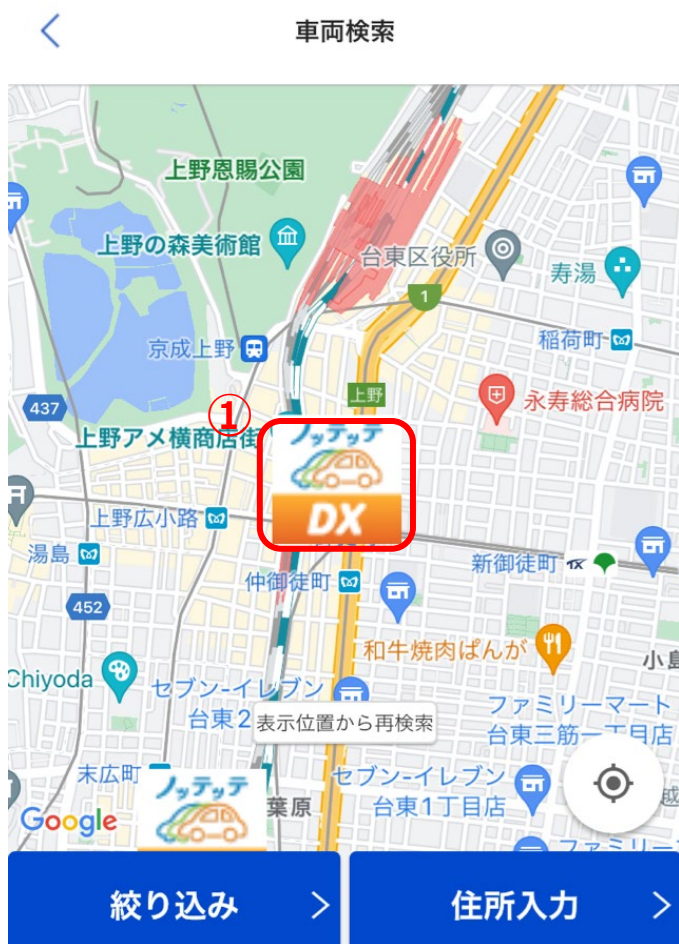 車両検索
上野恩賜公園
上野の森美術館
台東区役所
寿湯
1
京成上野
稲荷町
437
上野
①
永寿総合病院
上野アメ横商店街
ノッテッテ
DX
上野広小路
湯島
新御徒町
TX
仲御徒町
452
和牛焼肉ぱんが
小島
Chiyoda
セブン-イレブン
台東2
ファミリーマート
台東三筋一丁目店
表示位置から再検索
末広町
セブン-イレブン
台東1丁目店
ノッテッテ
葉原
越
Google
ファミリー
絞り込み
住所入力